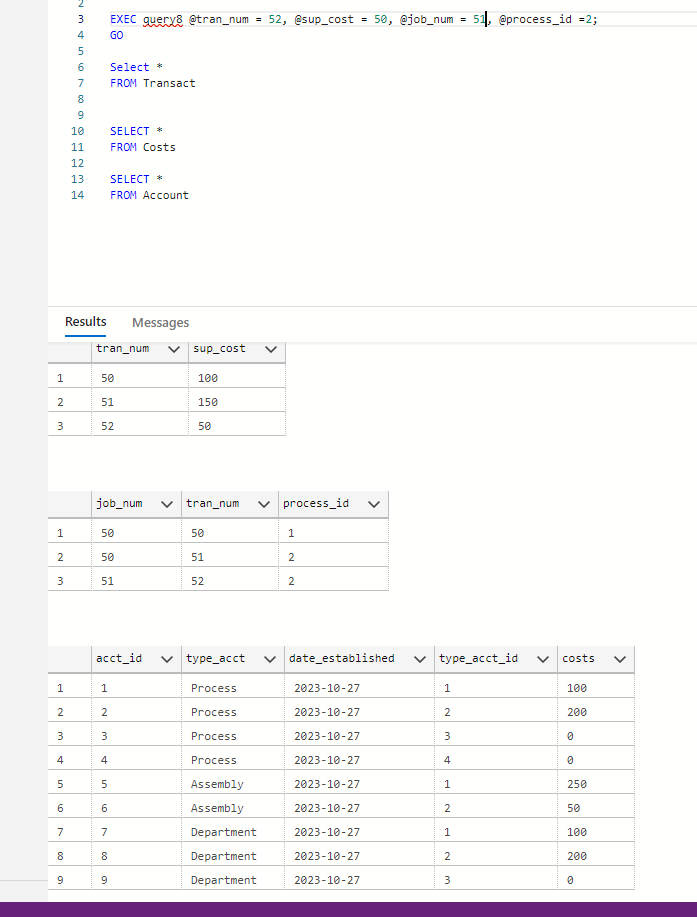 2
3 EXEC query8 @tran_num = 52, @sup_cost = 50, @job_num = 51, @process_id =2;
4 GO
5
6 Select *
7 FROM Transact
8
9
10 SELECT *
11 FROM Costs
12
13 SELECT *
14 FROM Account
Results Messages
tran_num sup_cost
1 50 100
2 51 150
3 52 50
job_num tran_num process_id
1 50 50 1
2 50 51 2
3 51 52 2
acct_id type_acct date_established type_acct_id costs
1 1 Process 2023-10-27 1 100
2 2 Process 2023-10-27 2 200
3 3 Process 2023-10-27 3 0
4 4 Process 2023-10-27 4 0
5 5 Assembly 2023-10-27 1 250
6 6 Assembly 2023-10-27 2 50
7 7 Department 2023-10-27 1 100
8 8 Department 2023-10-27 2 200
9 9 Department 2023-10-27 3 0